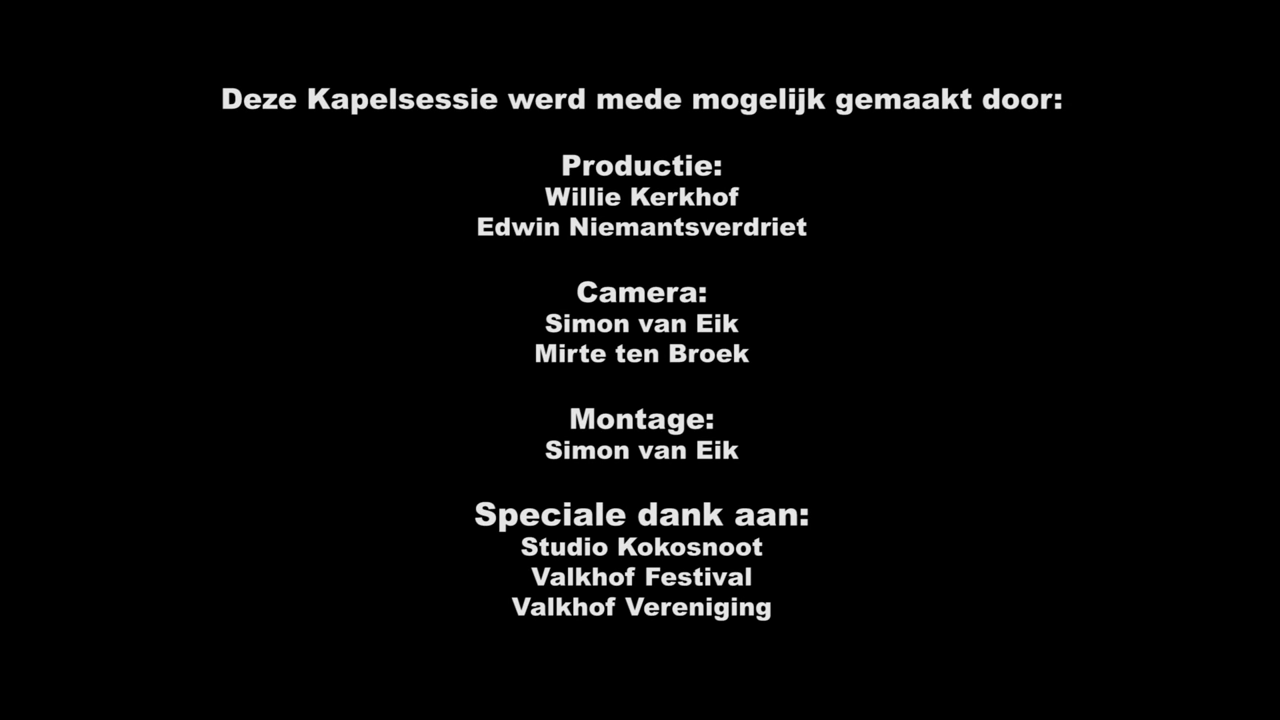 Deze Kapelsessie werd mede mogelijk gemaakt door:
Productie:
Willie Kerkhof
Edwin Niemantsverdriet
Camera:
Simon van Eik
Mirte ten Broek
Montage:
Simon van Eik
Speciale dank aan:
Studio Kokosnoot
Valkhof Festival
Valkhof Vereniging